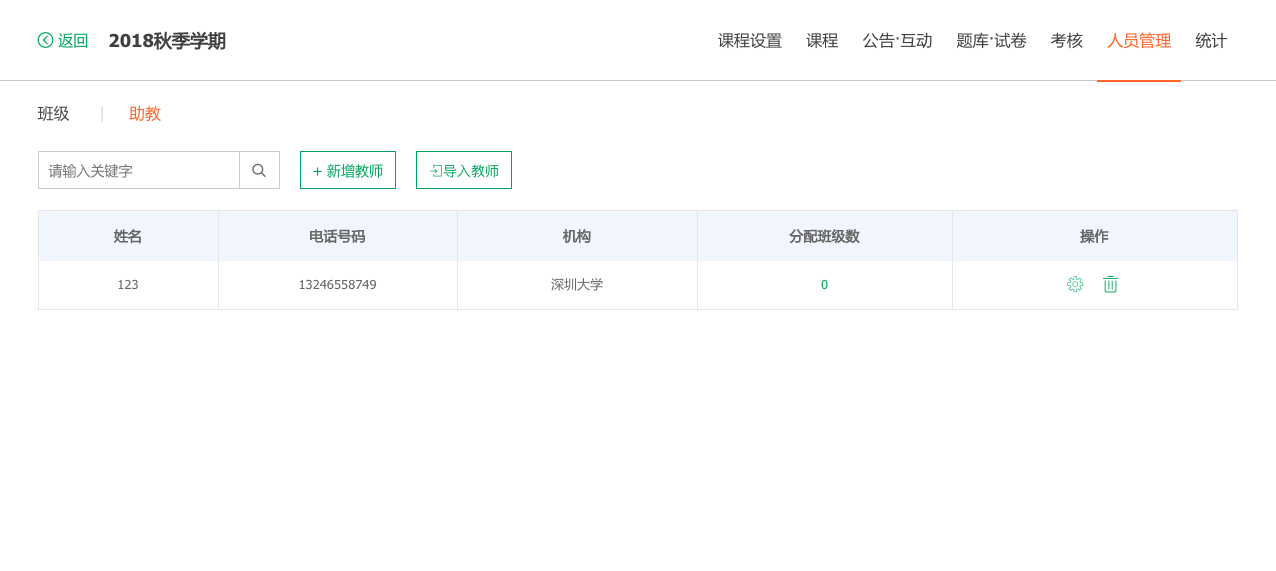 返回 2018秋季学期 课程设置 课程 公告·互动 题库·试卷 考核 人员管理 统计
班级 | 助教
请输入关键字 + 新增教师 导入教师
姓名 电话号码 机构 分配班级数 操作
123 13246558749 深圳大学 0